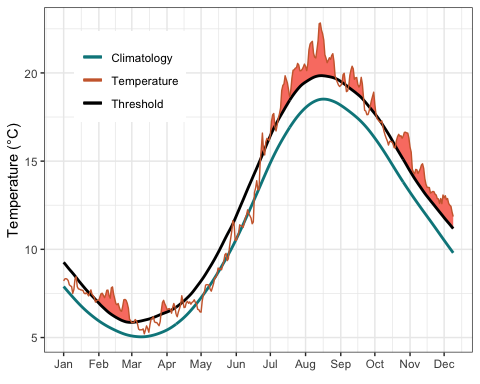 Climatology
Temperature
Threshold
Temperature (°C)
20
15
10
5
Jan Feb Mar Apr May Jun Jul Aug Sep Oct Nov Dec